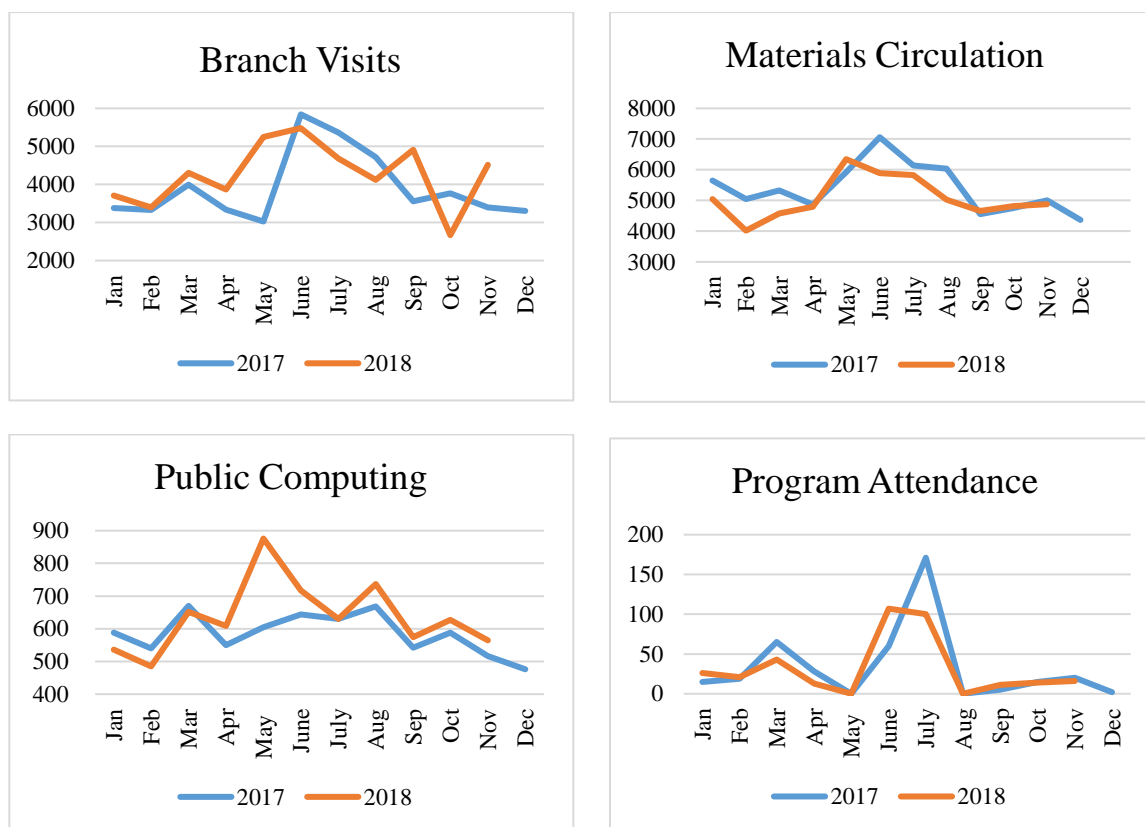 Branch Visits
6000
5000
4000
3000
2000
Jan
Feb
Mar
Apr
May
June
July
Aug
Sep
Oct
Nov
Dec
2017 2018
Materials Circulation
8000
7000
6000
5000
4000
3000
Jan
Feb
Mar
Apr
May
June
July
Aug
Sep
Oct
Nov
Dec
2017 2018
Public Computing
900
800
700
600
500
400
Jan
Feb
Mar
Apr
May
June
July
Aug
Sep
Oct
Nov
Dec
2017 2018
Program Attendance
200
150
100
50
0
Jan
Feb
Mar
Apr
May
June
July
Aug
Sep
Oct
Nov
Dec
2017 2018